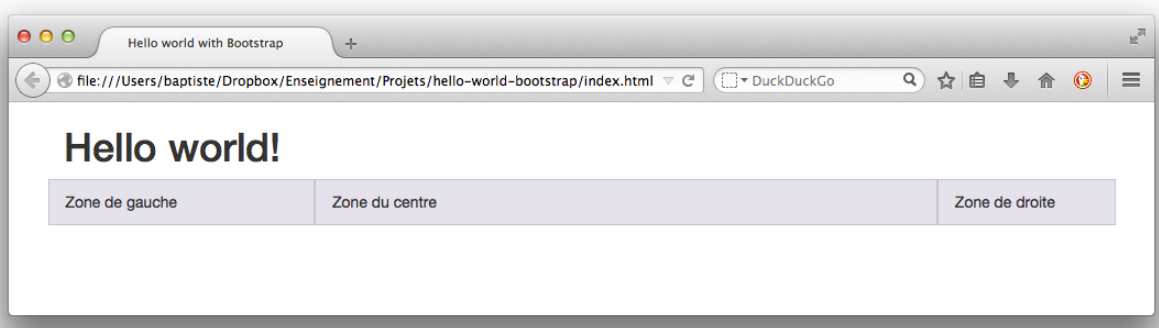 Hello world with Bootstrap
file:///Users/baptiste/Dropbox/Enseignement/Projets/hello-world-bootstrap/index.html
DuckDuckGo
Hello world!
Zone de gauche
Zone du centre
Zone de droite